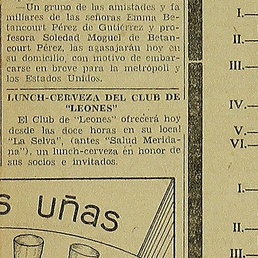 —Un grupo de las amistades y fa
miliares de las señoras Emma Be-
tancourt Pérez de Gutiérrez y pro-
fesora Soledad Moguel de Betan-
court Pérez, las agasajarán hoy en
su domicilio, con motivo de embar-
carse en breve para la metrópoli y
los Estados Unidos.
LUNCH-CERVEZA DEL CLUB DE
"LEONES"
El Club de "Leones" ofrecerá hoy
desde las doce horas en su local
"La Selva", (antes "Salud Merida-
na"), un lunch-cerveza en honor de
sus socios e invitados.
s uñas
I.—
II.—
III.—
IV.—
V.—
VI.—
I.—
II.—
III.—